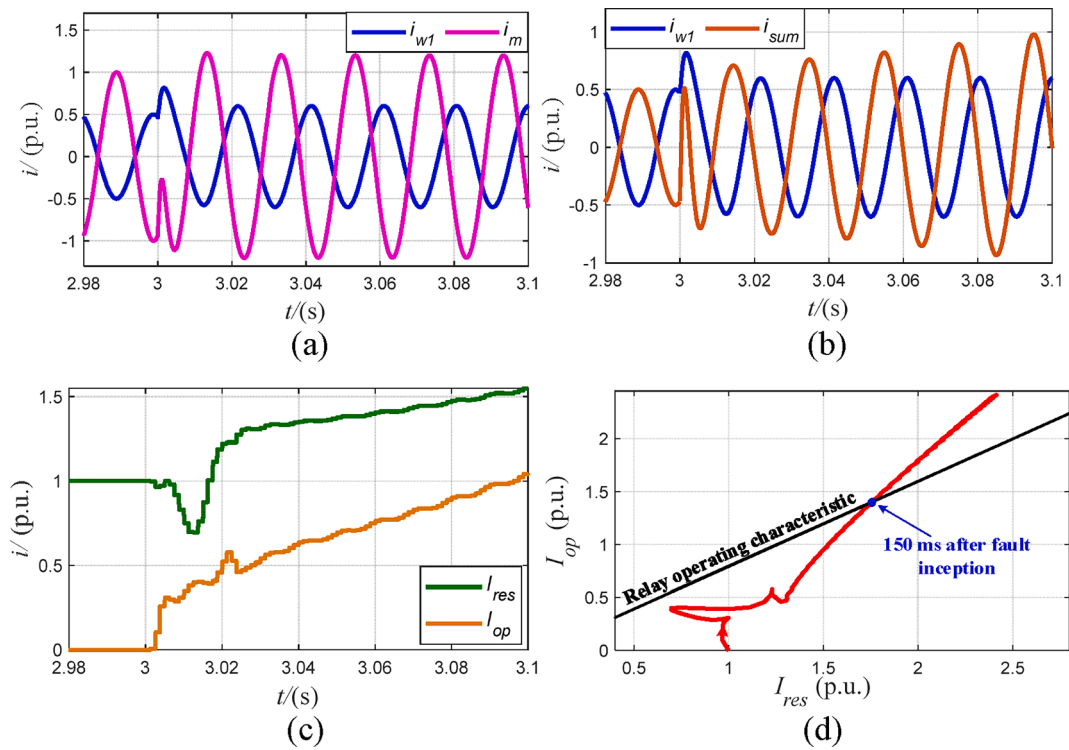 1.5
1
0.5
0
-0.5
-1
i/ (p.u.)
i_w1 i_m
2.98 3 3.02 3.04 3.06 3.08 3.1
t/(s)
(a)
1
0.5
0
-0.5
-1
i/ (p.u.)
i_w1 i_sum
2.98 3 3.02 3.04 3.06 3.08 3.1
t/(s)
(b)
1.5
1
0.5
0
i/ (p.u.)
I_res
I_op
2.98 3 3.02 3.04 3.06 3.08 3.1
t/(s)
(c)
2
1.5
1
0.5
0
I_op (p.u.)
Relay operating characteristic
150 ms after fault
inception
0.5 1 1.5 2 2.5
I_res (p.u.)
(d)